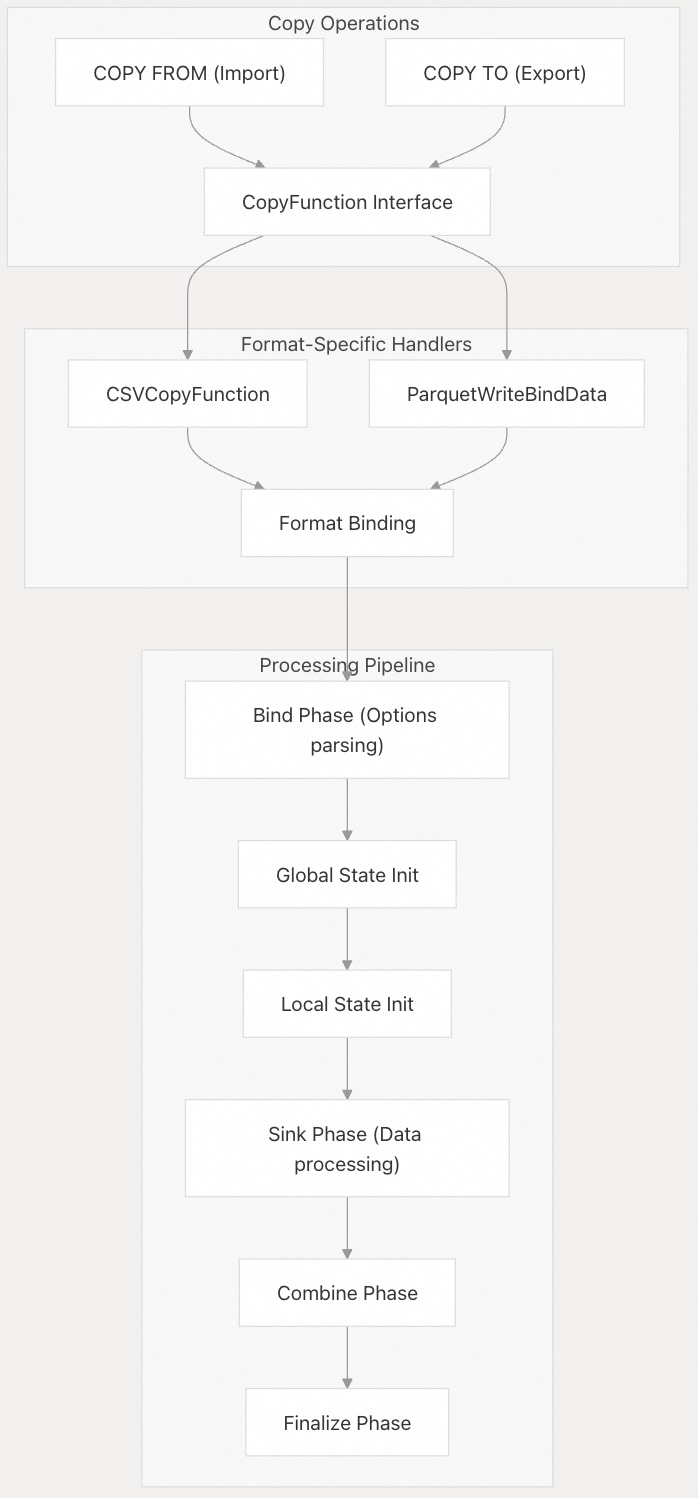 Copy Operations
COPY FROM (Import)
COPY TO (Export)
CopyFunction Interface
Format-Specific Handlers
CSVCopyFunction
ParquetWriteBindData
Format Binding
Processing Pipeline
Bind Phase (Options
parsing)
Global State Init
Local State Init
Sink Phase (Data
processing)
Combine Phase
Finalize Phase